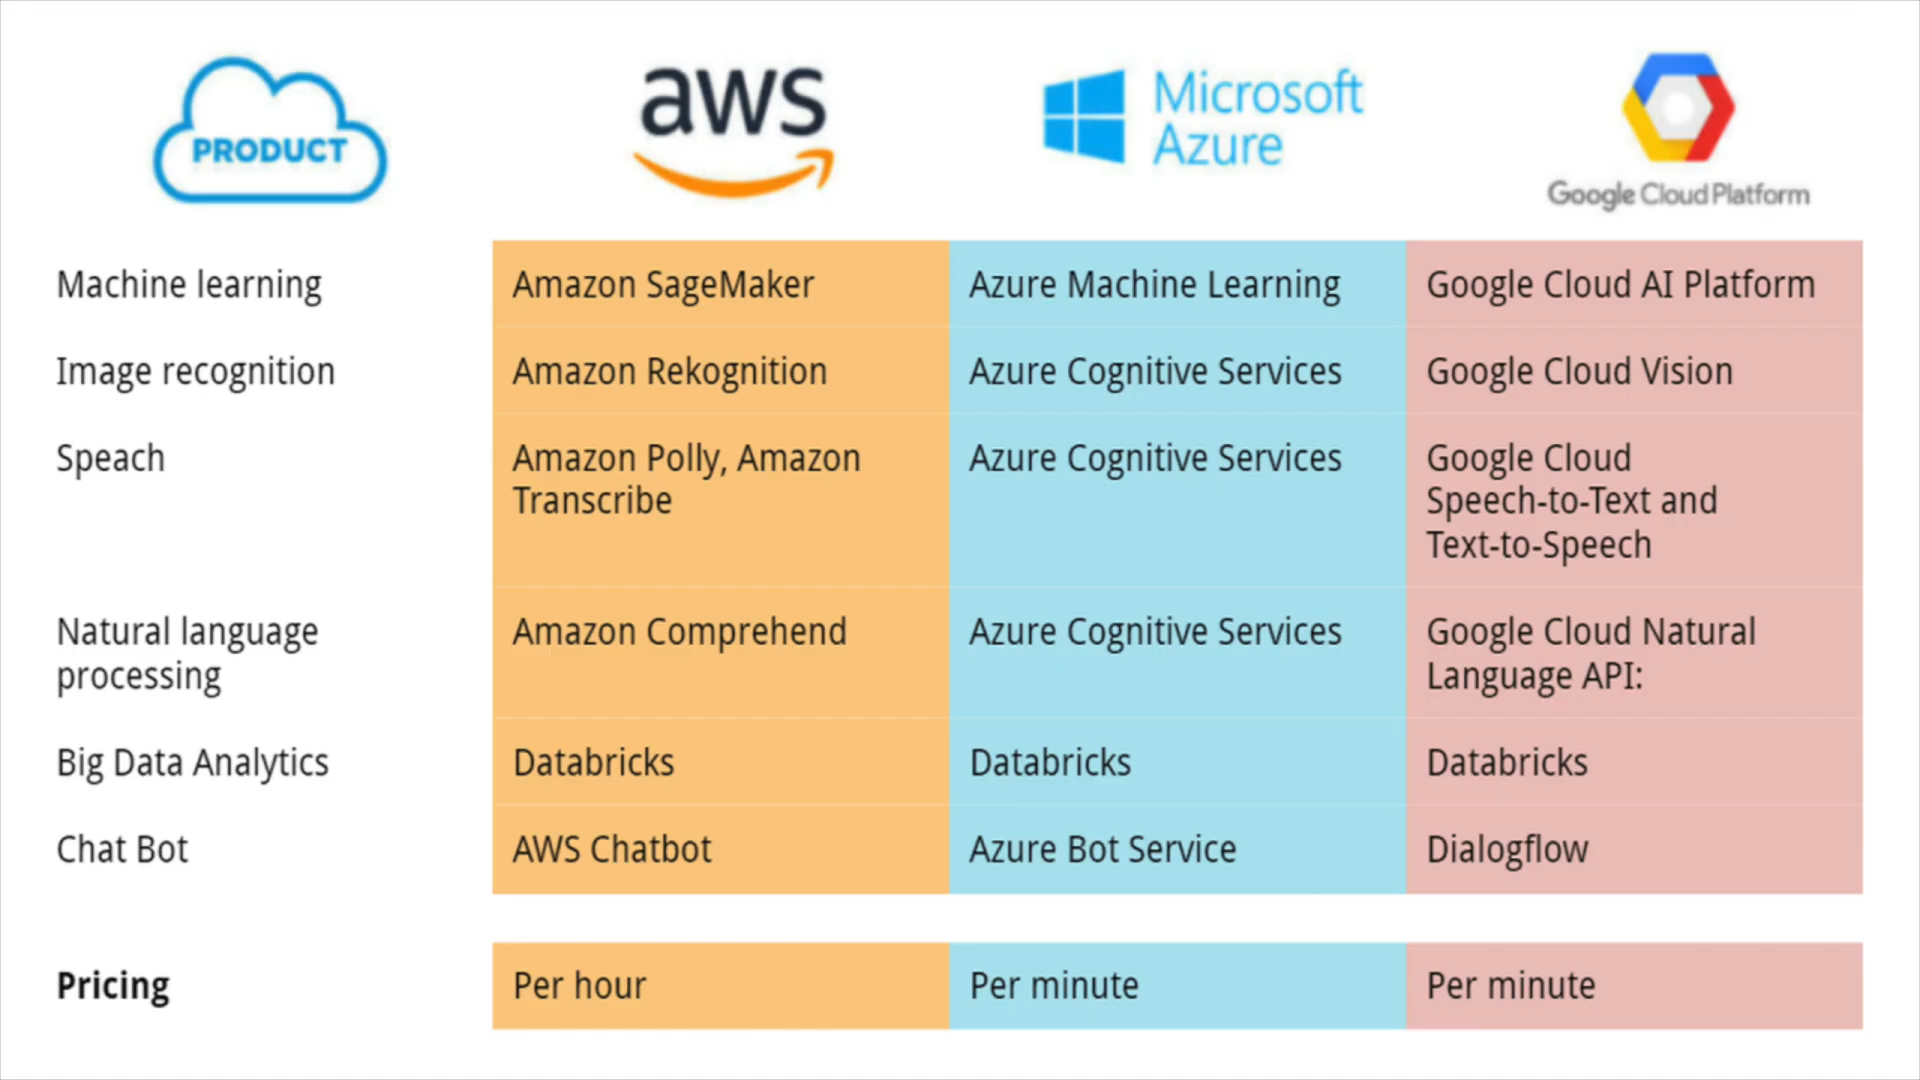 PRODUCT
aws
Microsoft
Azure
Google Cloud Platform
Machine learning
Amazon SageMaker
Azure Machine Learning
Google Cloud AI Platform
Image recognition
Amazon Rekognition
Azure Cognitive Services
Google Cloud Vision
Speach
Amazon Polly, Amazon
Transcribe
Azure Cognitive Services
Google Cloud
Speech-to-Text and
Text-to-Speech
Natural language
processing
Amazon Comprehend
Azure Cognitive Services
Google Cloud Natural
Language API:
Big Data Analytics
Databricks
Databricks
Databricks
Chat Bot
AWS Chatbot
Azure Bot Service
Dialogflow
Pricing
Per hour
Per minute
Per minute